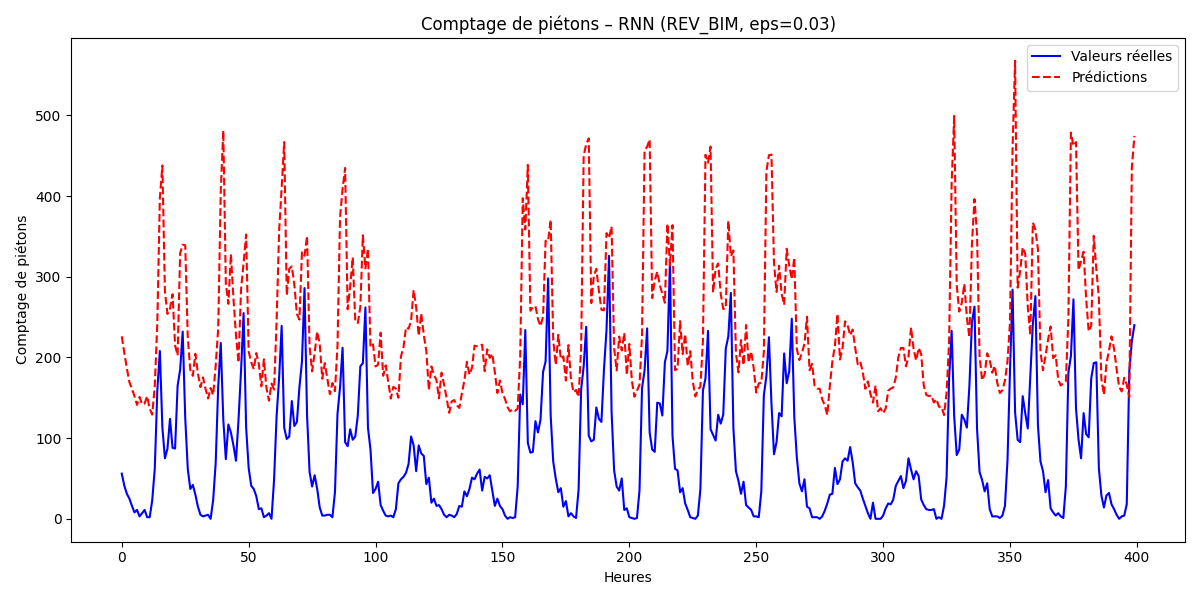 Comptage de piétons – RNN (REV_BIM, eps=0.03)
Valeurs réelles
Prédictions
Comptage de piétons
500
400
300
200
100
0
0 50 100 150 200 250 300 350 400
Heures